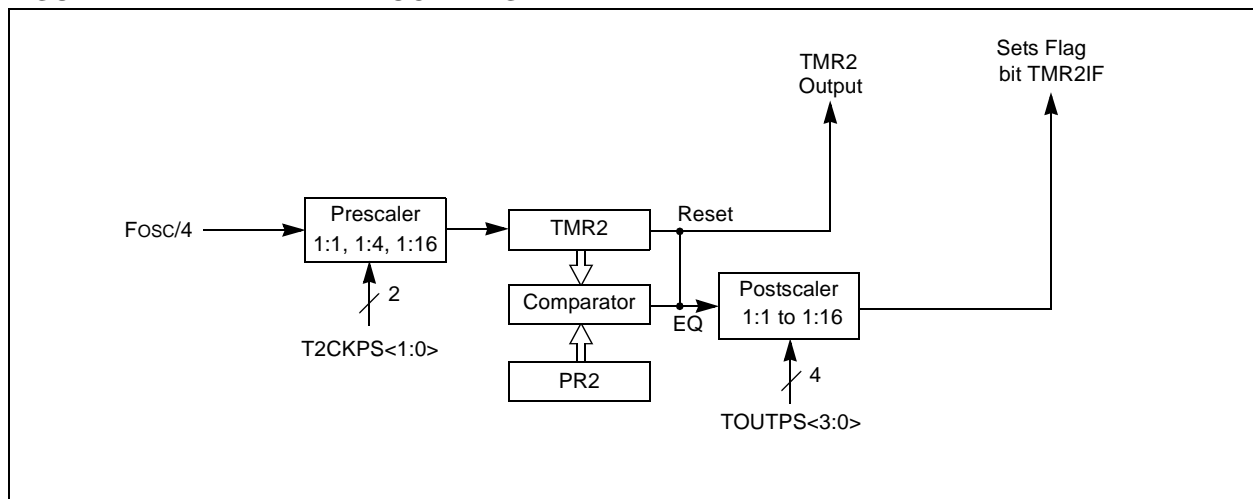 TMR2
Output
Sets Flag
bit TMR2IF
FOSC/4
Prescaler
1:1, 1:4, 1:16
2
T2CKPS<1:0>
TMR2
Reset
Comparator
EQ
PR2
Postscaler
1:1 to 1:16
4
TOUTPS<3:0>